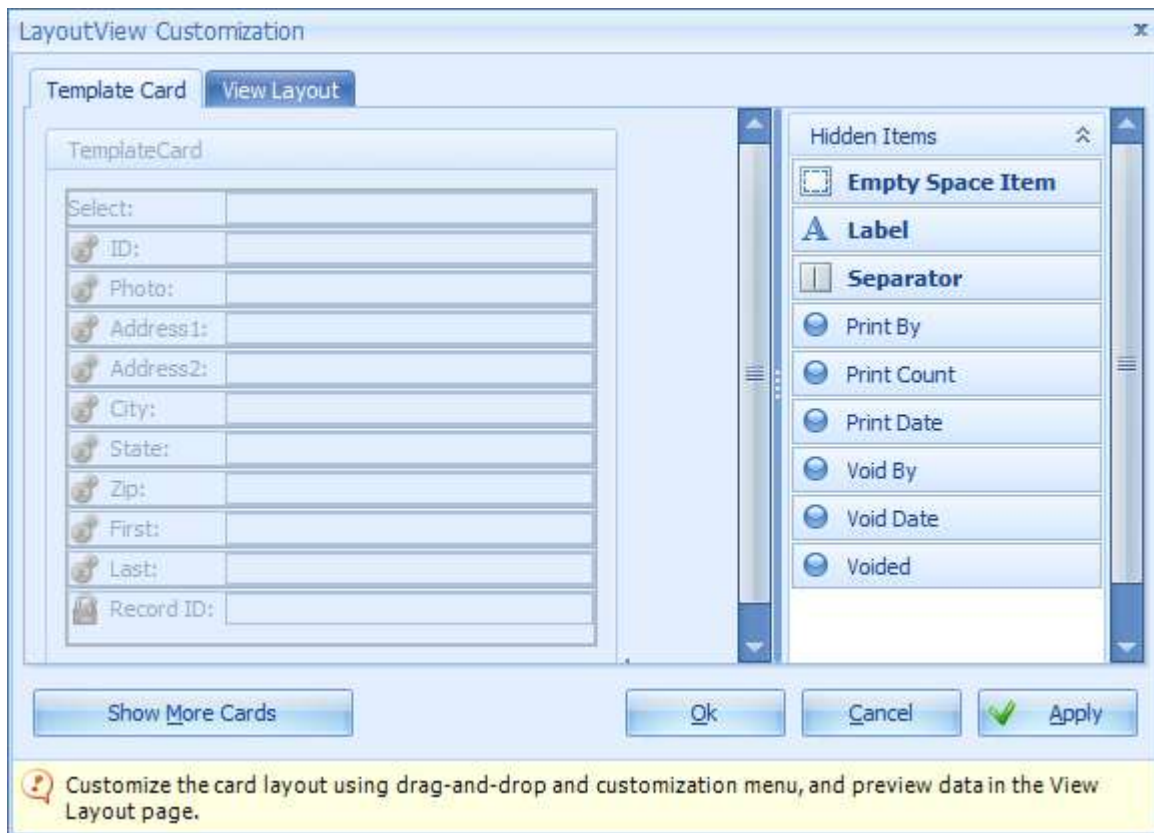 LayoutView Customization
Template Card
View Layout
TemplateCard
Select:
ID:
Photo:
Address1:
Address2:
City:
State:
Zip:
First:
Last:
Record ID:
Hidden Items
Empty Space Item
A Label
Separator
Print By
Print Count
Print Date
Void By
Void Date
Voided
Show More Cards
Ok
Cancel
Apply
Customize the card layout using drag-and-drop and customization menu, and preview data in the View
Layout page.